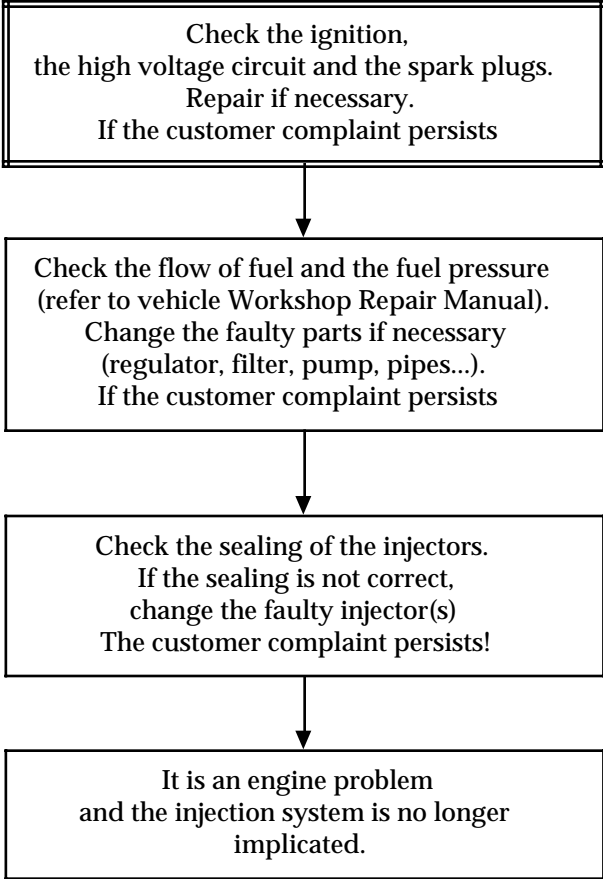 Check the ignition,
the high voltage circuit and the spark plugs.
Repair if necessary.
If the customer complaint persists
Check the flow of fuel and the fuel pressure
(refer to vehicle Workshop Repair Manual).
Change the faulty parts if necessary
(regulator, filter, pump, pipes...).
If the customer complaint persists
Check the sealing of the injectors.
If the sealing is not correct,
change the faulty injector(s)
The customer complaint persists!
It is an engine problem
and the injection system is no longer
implicated.